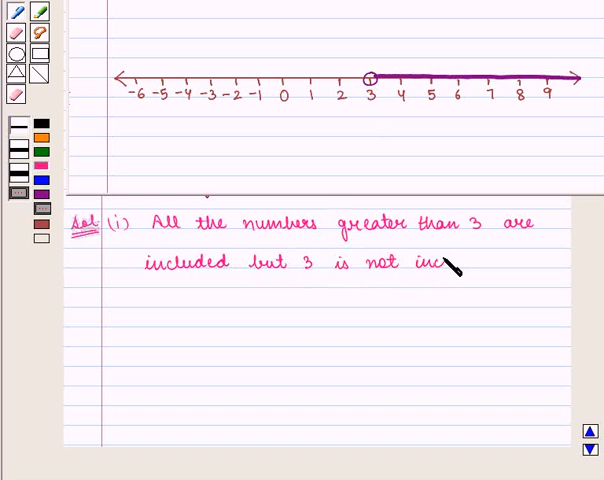 -6 -5 -4 -3 -2 -1 0 1 2 3 4 5 6 7 8 9
Sol (i) All the numbers greater than 3 are
included but 3 is not inc